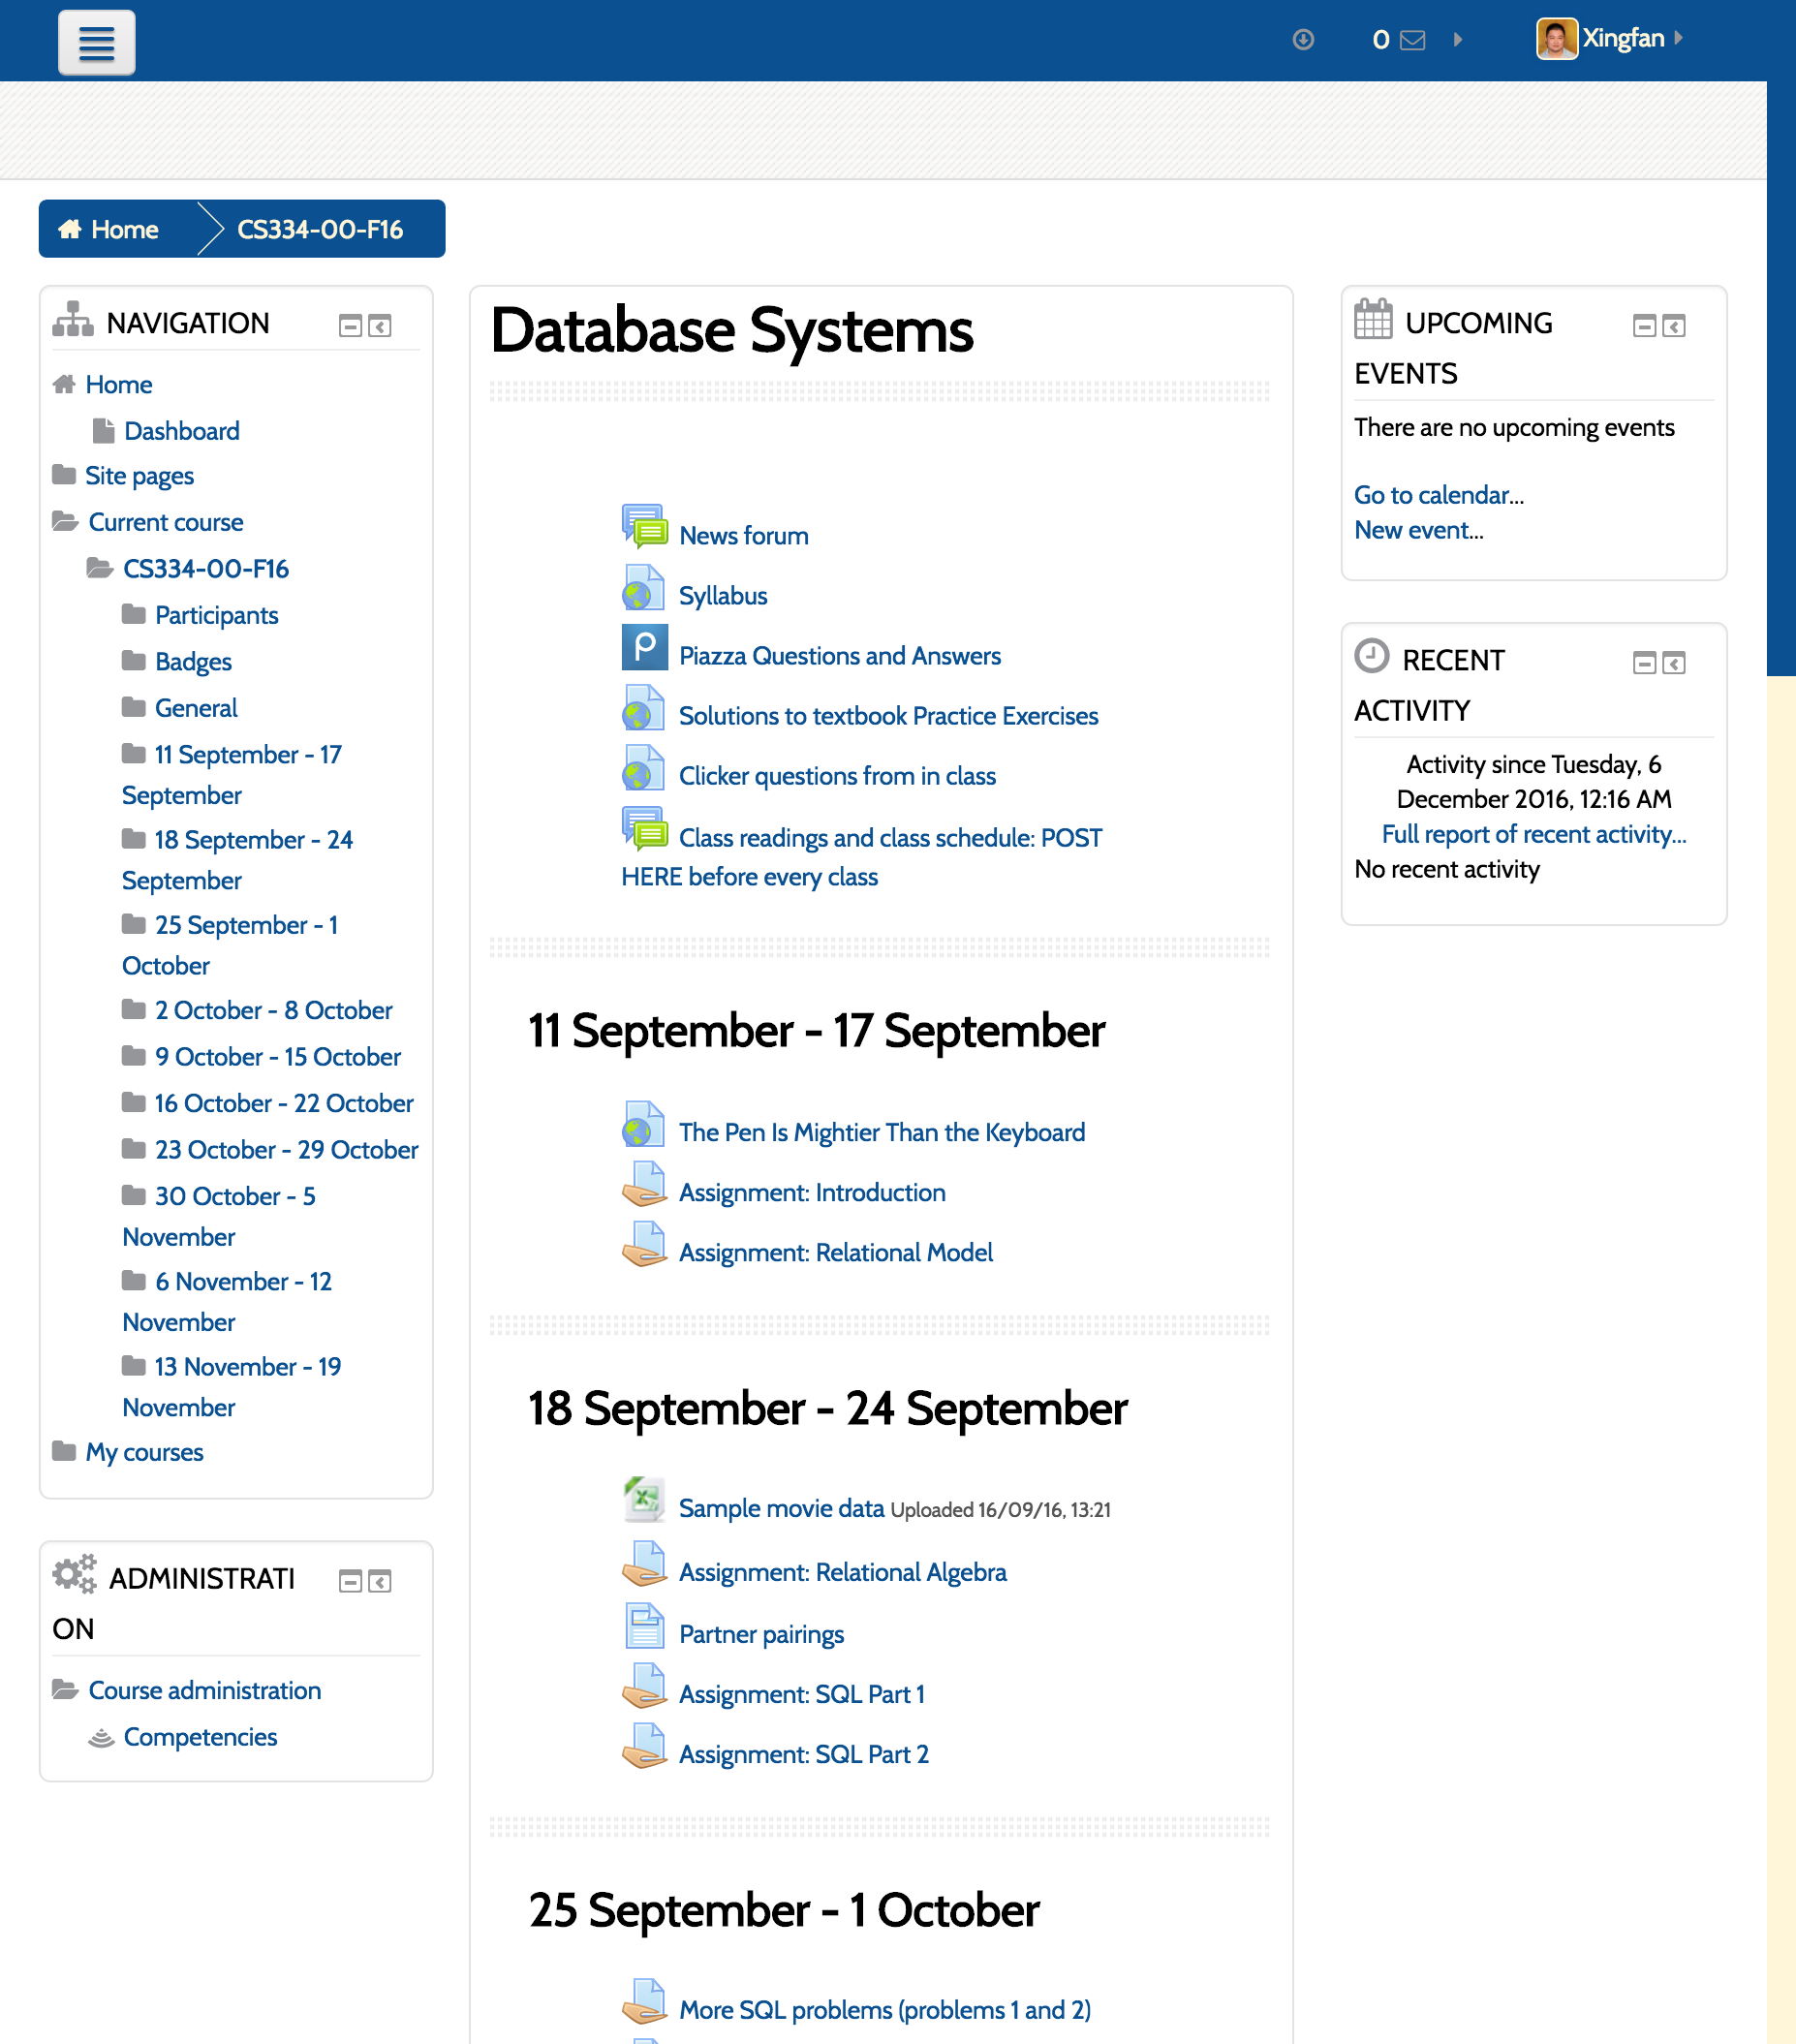 0
Xingfan
Home
CS334-00-F16
NAVIGATION
Home
Dashboard
Site pages
Current course
CS334-00-F16
Participants
Badges
General
11 September - 17
September
18 September - 24
September
25 September - 1
October
2 October - 8 October
9 October - 15 October
16 October - 22 October
23 October - 29 October
30 October - 5
November
6 November - 12
November
13 November - 19
November
My courses
ADMINISTRATI
ON
Course administration
Competencies
Database Systems
News forum
Syllabus
p
Piazza Questions and Answers
Solutions to textbook Practice Exercises
Clicker questions from in class
Class readings and class schedule: POST
HERE before every class
11 September - 17 September
The Pen Is Mightier Than the Keyboard
Assignment: Introduction
Assignment: Relational Model
18 September - 24 September
Sample movie data Uploaded 16/09/16, 13:21
Assignment: Relational Algebra
Partner pairings
Assignment: SQL Part 1
Assignment: SQL Part 2
25 September - 1 October
More SQL problems (problems 1 and 2)
UPCOMING
EVENTS
There are no upcoming events
Go to calendar...
New event...
RECENT
ACTIVITY
Activity since Tuesday, 6
December 2016, 12:16 AM
Full report of recent activity...
No recent activity